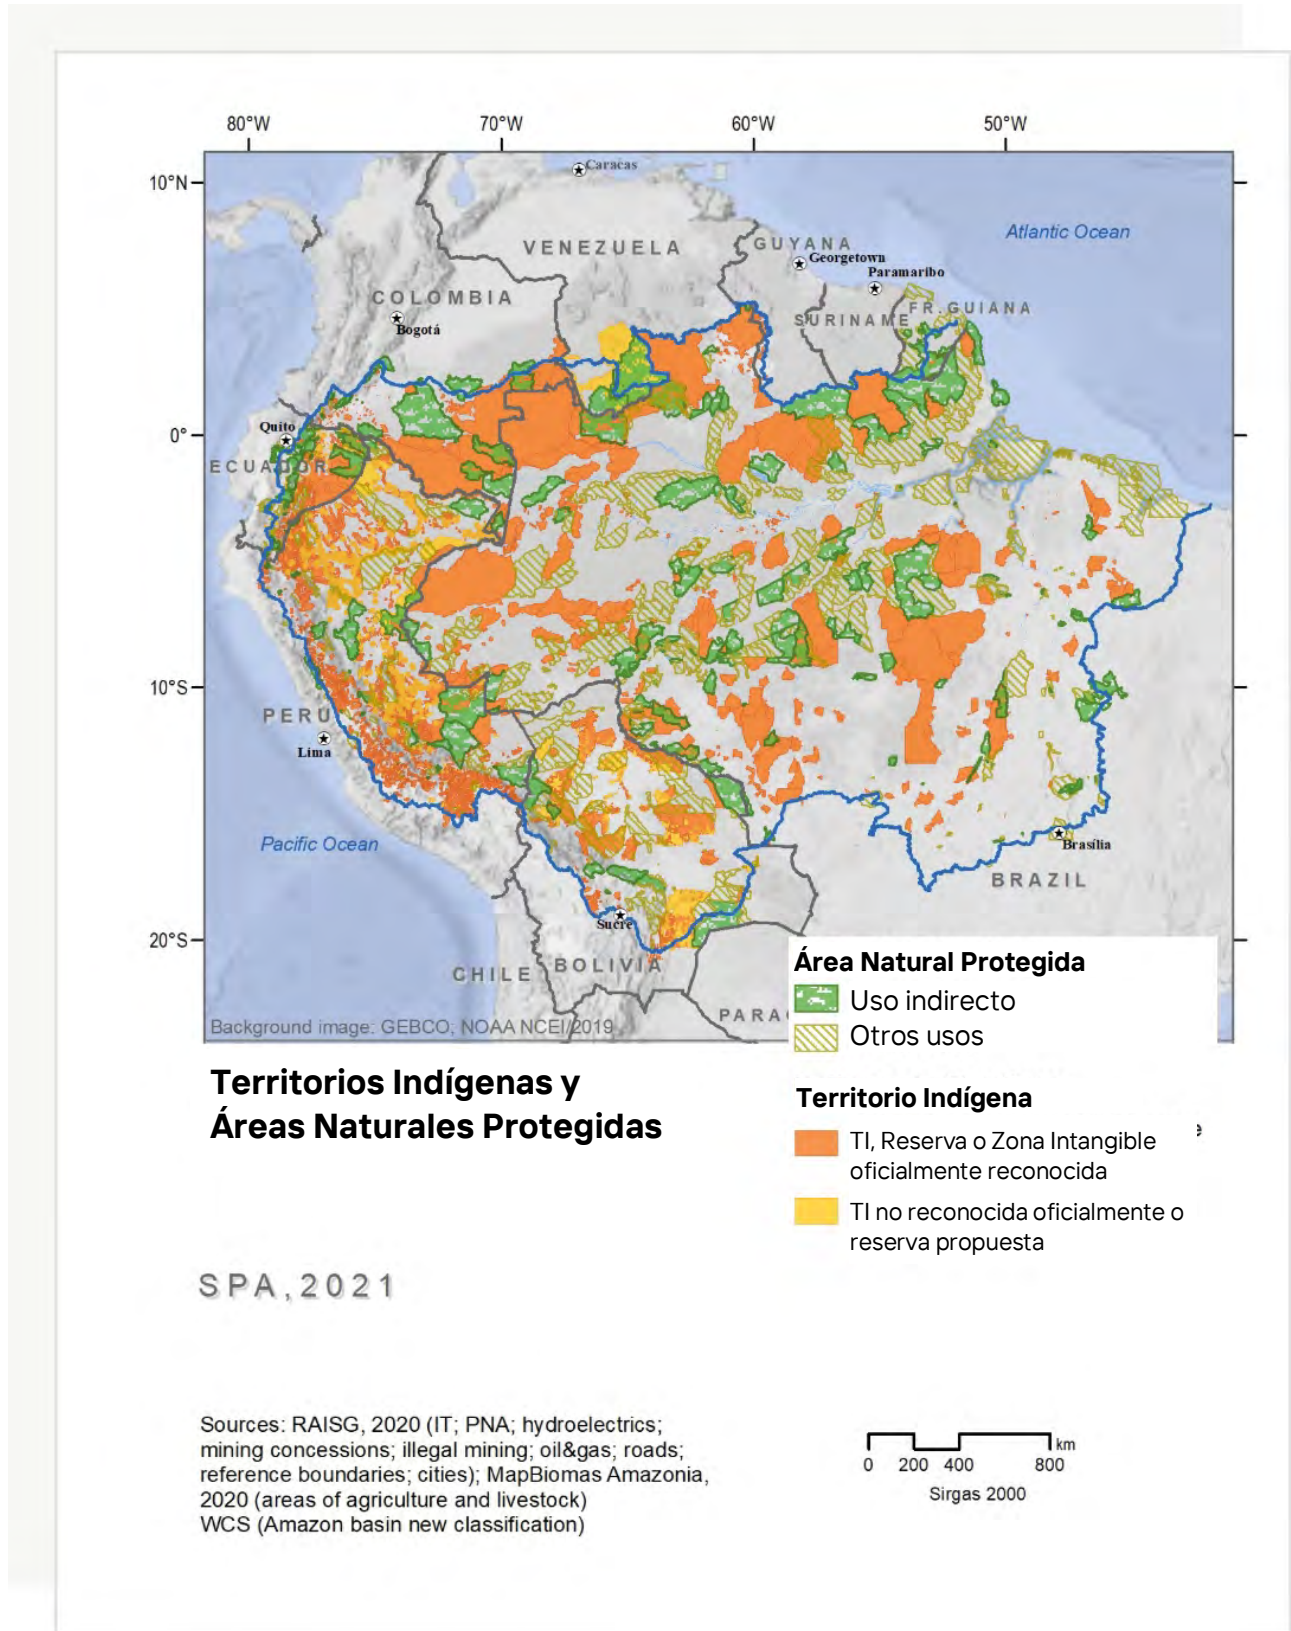 80°W 70°W 60°W 50°W
10°N
0°
10°S
20°S
Caracas
Atlantic Ocean
VENEZUELA
GUYANA
Georgetown
Paramaribo
COLOMBIA
Bogotá
SURINAME
FR. GUIANA
Quito
ECUADOR
PERU
Lima
Pacific Ocean
Brasília
BRAZIL
Sucre
CHILE
BOLIVIA
PARA
Background image: GEBCO; NOAA NCEI/2019
Área Natural Protegida
Uso indirecto
Otros usos
Territorio Indígena
TI, Reserva o Zona Intangible
oficialmente reconocida
TI no reconocida oficialmente o
reserva propuesta
Territorios Indígenas y
Áreas Naturales Protegidas
SPA,2021
Sources: RAISG, 2020 (IT; PNA; hydroelectrics;
mining concessions; illegal mining; oil&gas; roads;
reference boundaries; cities); MapBiomas Amazonia,
2020 (areas of agriculture and livestock)
WCS (Amazon basin new classification)
km
0 200 400 800
Sirgas 2000